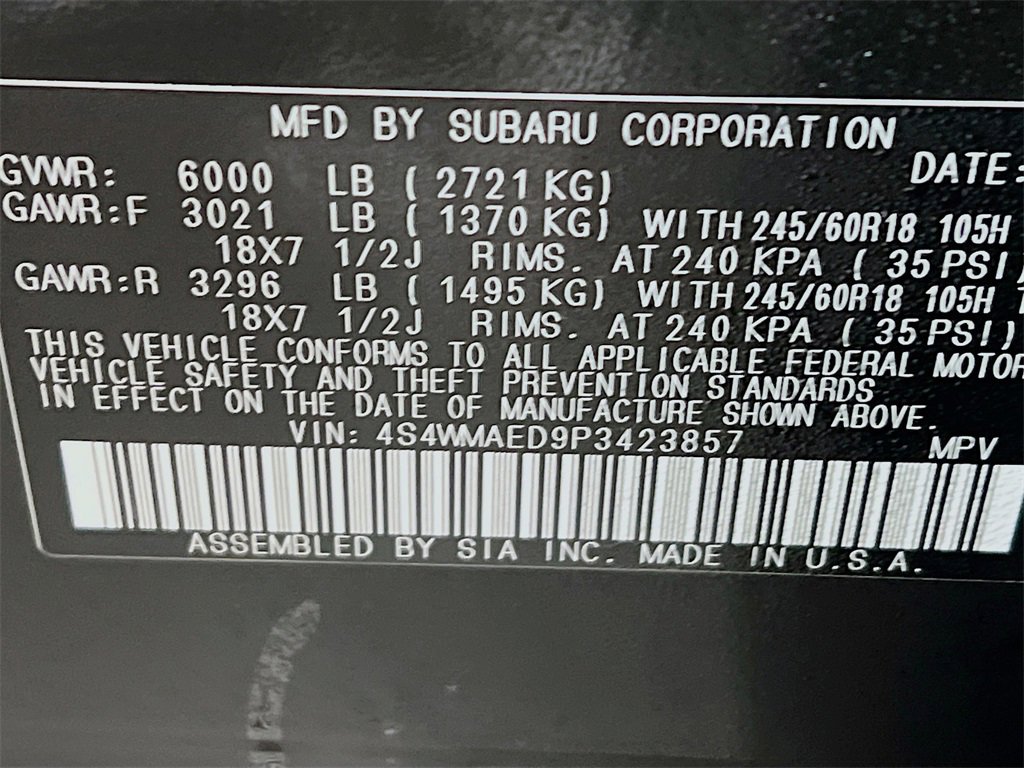 MFD BY SUBARU CORPORATION
DATE:
GVWR: 6000 LB ( 2721 KG)
GAWR:F 3021 LB ( 1370 KG) WITH 245/60R18 105H
18X7 1/2J RIMS. AT 240 KPA ( 35 PSI)
GAWR:R 3296 LB ( 1495 KG) WITH 245/60R18 105H
18X7 1/2J RIMS. AT 240 KPA ( 35 PSI)
THIS VEHICLE CONFORMS TO ALL APPLICABLE FEDERAL MOTOR
VEHICLE SAFETY AND THEFT PREVENTION STANDARDS
IN EFFECT ON THE DATE OF MANUFACTURE SHOWN ABOVE.
VIN: 4S4WMAED9P3423857 MPV
ASSEMBLED BY SIA INC. MADE IN U.S.A.